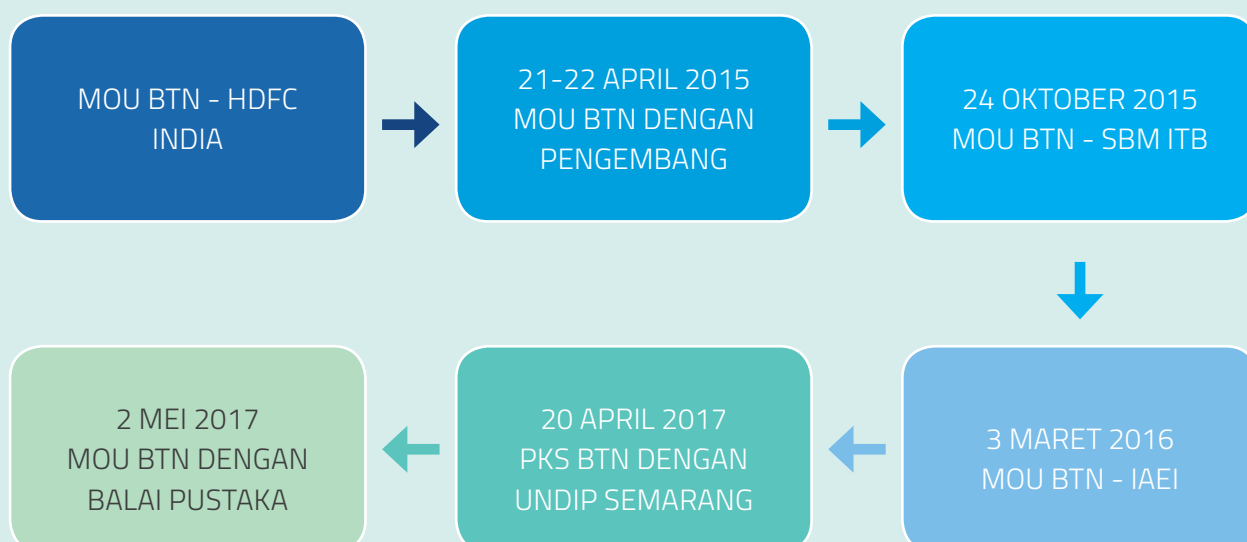 MOU BTN - HDFC
INDIA
21-22 APRIL 2015
MOU BTN DENGAN
PENGEMBANG
24 OKTOBER 2015
MOU BTN - SBM ITB
3 MARET 2016
MOU BTN - IAEI
20 APRIL 2017
PKS BTN DENGAN
UNDIP SEMARANG
2 MEI 2017
MOU BTN DENGAN
BALAI PUSTAKA